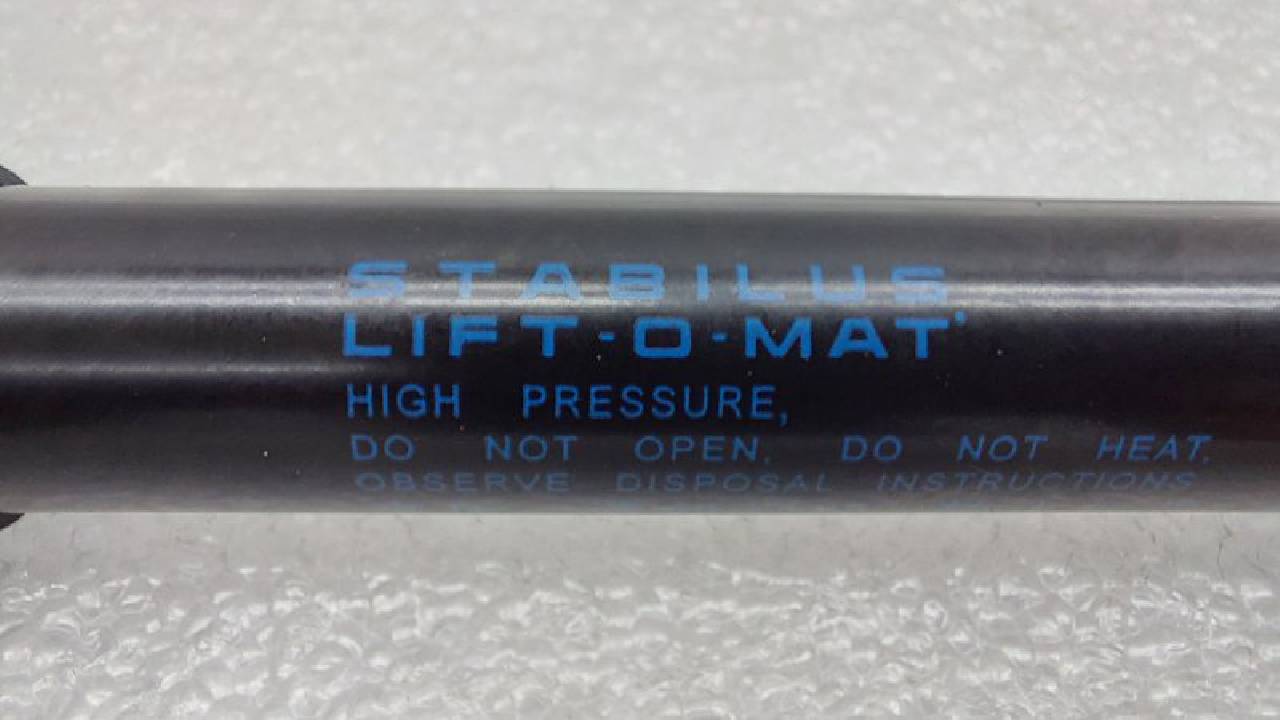 STABILUS
LIFT-O-MAT
HIGH PRESSURE,
DO NOT OPEN. DO NOT HEAT.
OBSERVE DISPOSAL INSTRUCTIONS